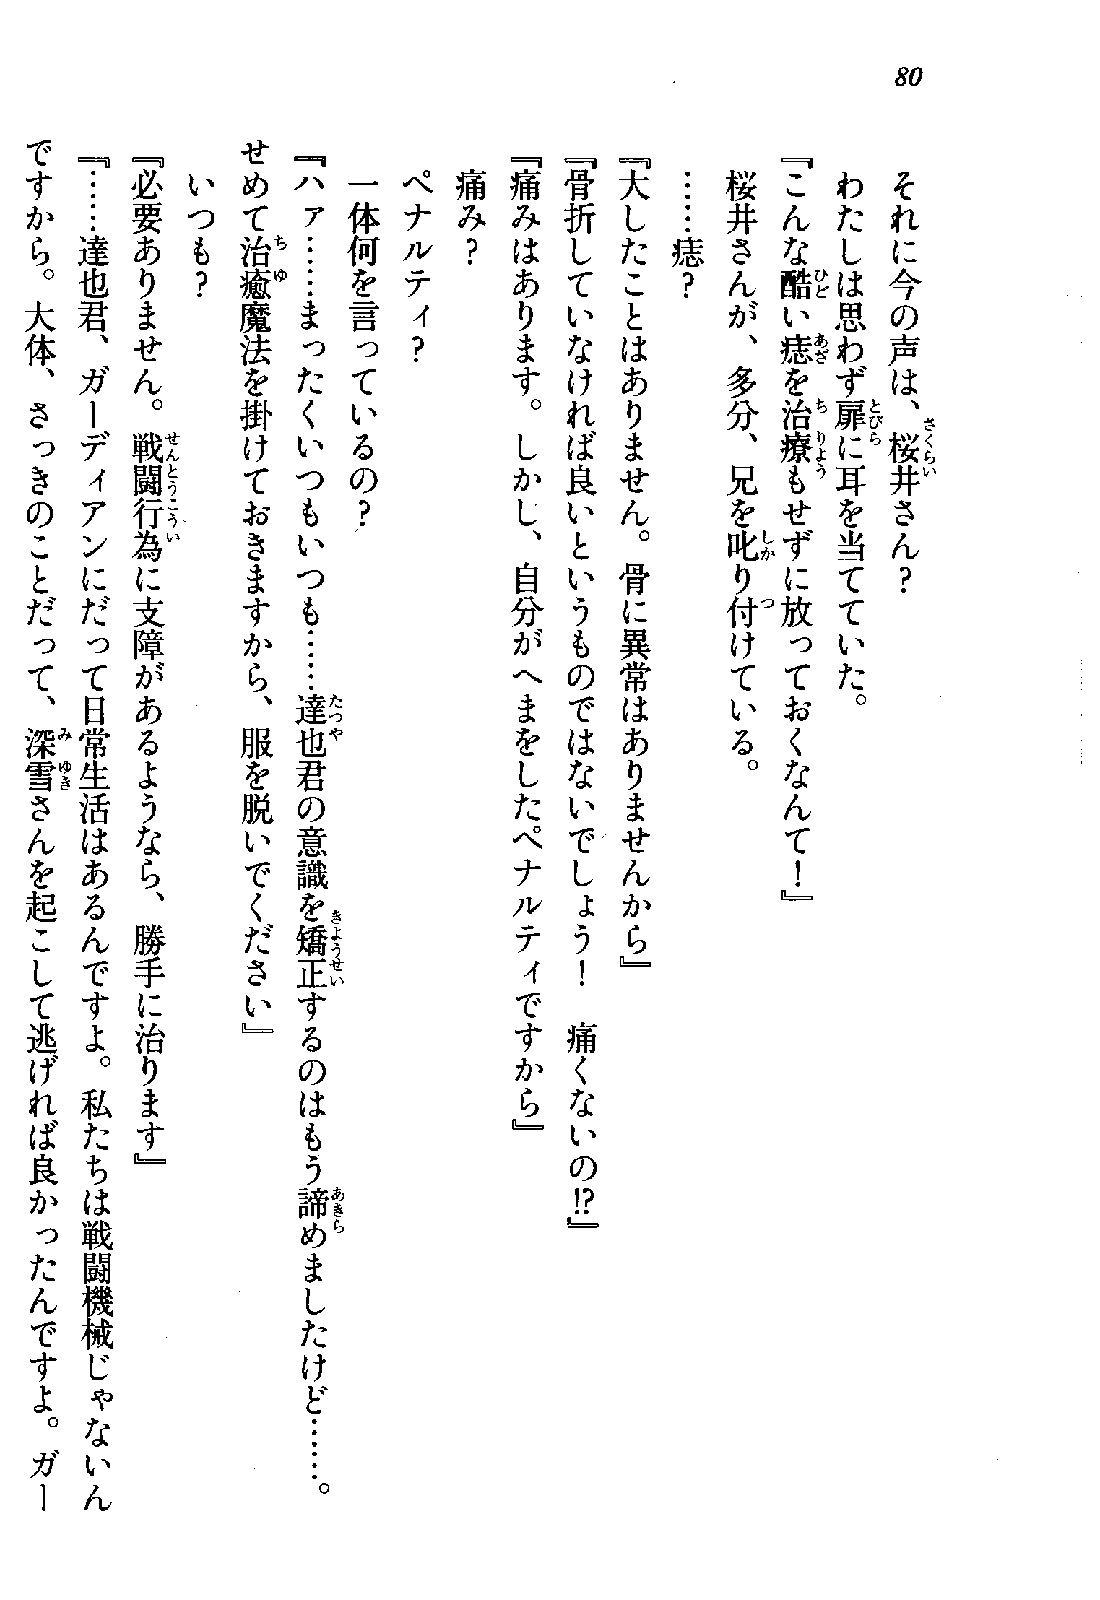 80
それに今の声は、桜井さん？
わたしは思わず扉に耳を当てていた。
『こんな酷い痣を治療もせずに放っておくなんて！』
桜井さんが、多分、兄を叱り付けている。
……痣？
『大したことはありません。骨に異常はありませんから』
『骨折していなければ良いというものではないでしょう！　痛くないの!?』
『痛みはあります。しかし、自分がへまをしたペナルティですから』
痛み？
ペナルティ？
一体何を言っているの？
『ハァ……まったくいつもいつも……達也君の意識を矯正するのはもう諦めましたけど……。
せめて治癒魔法を掛けておきますから、服を脱いでください』
いつも？
『必要ありません。戦闘行為に支障があるようなら、勝手に治ります』
『……達也君、ガーディアンにだって日常生活はあるんですよ。私たちは戦闘機械じゃないん
ですから。大体、さっきのことだって、深雪さんを起こして逃げれば良かったんですよ。ガー